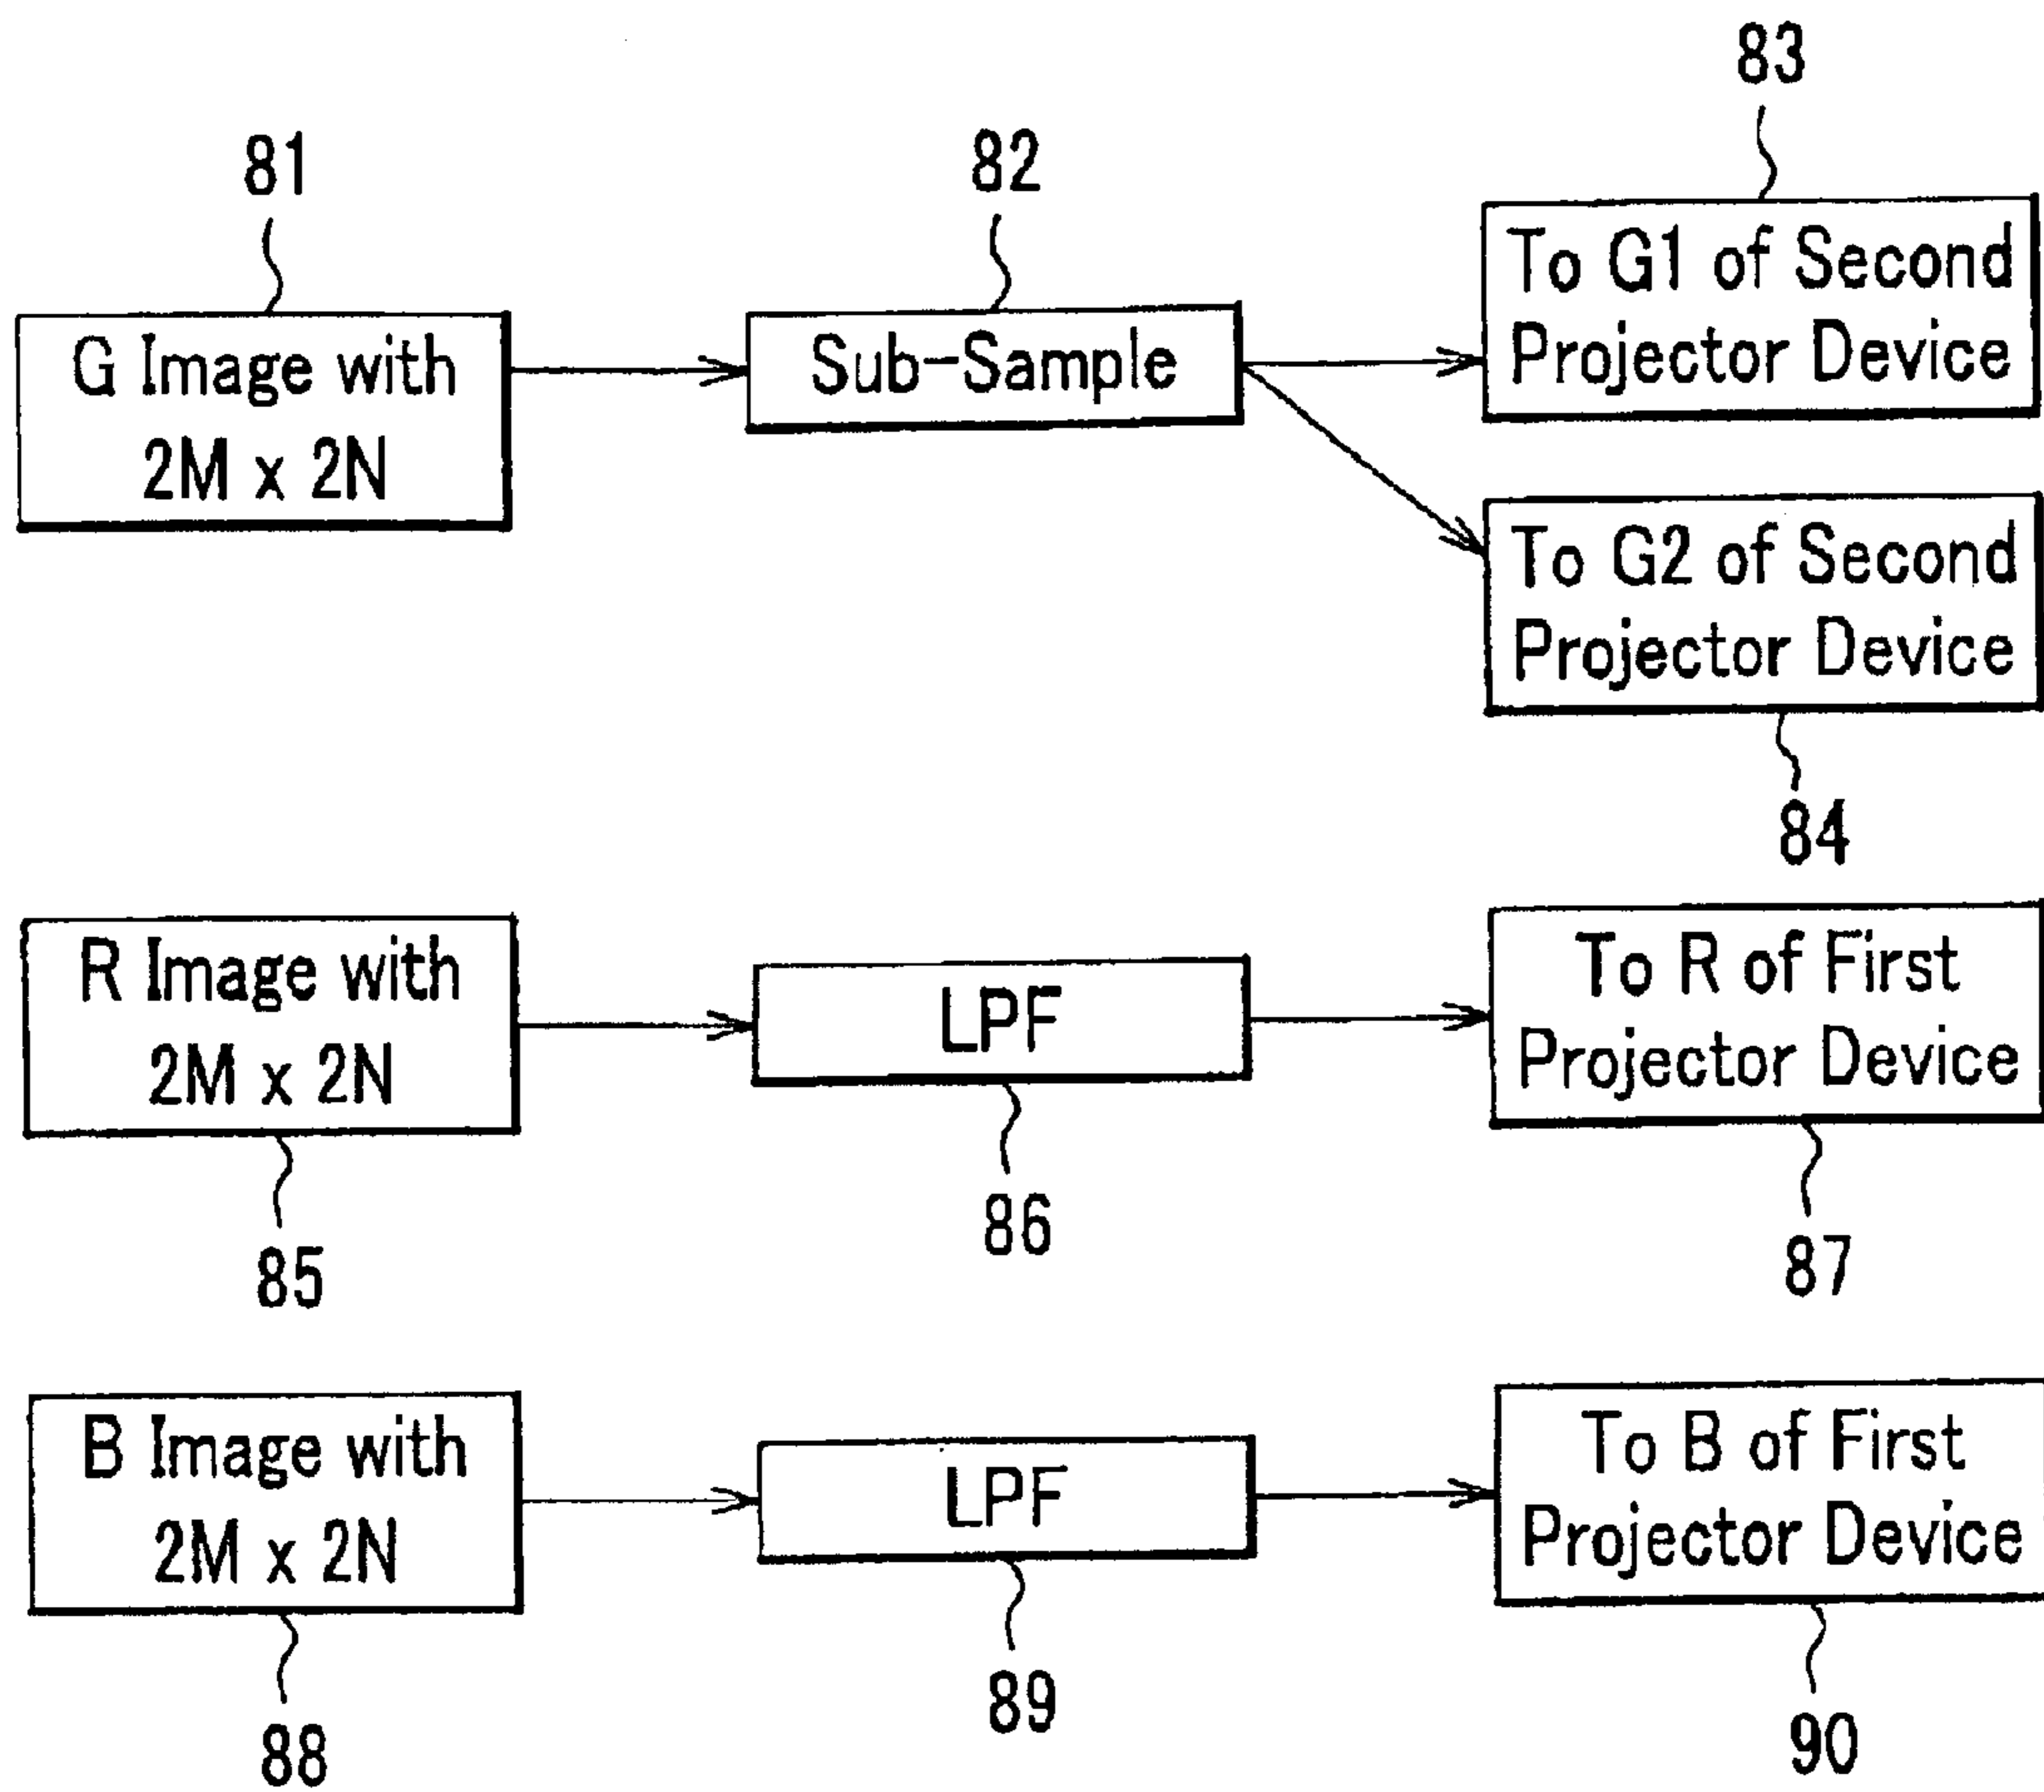 83
81
82
G Image with
2M x 2N
Sub-Sample
To G1 of Second
Projector Device
To G2 of Second
Projector Device
84
R Image with
2M x 2N
LPF
To R of First
Projector Device
85
86
87
B Image with
2M x 2N
LPF
To B of First
Projector Device
88
89
90